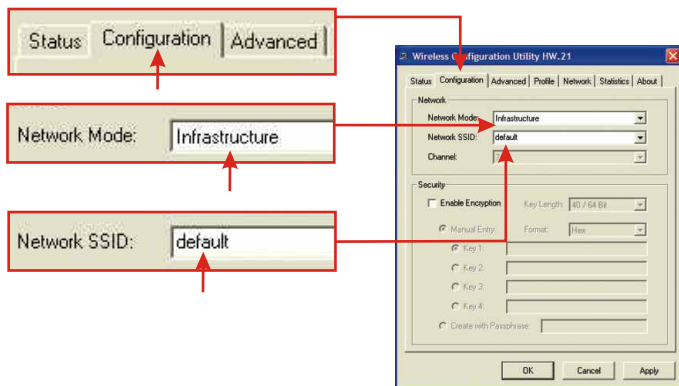 Status Configuration Advanced
Network Mode: Infrastructure
Network SSID: default
Wireless Configuration Utility HW.21
Status Configuration Advanced Profile Network Statistics About
Network
Network Mode: Infrastructure
Network SSID: default
Channel:
Security
Enable Encryption Key Length: 40 / 64 Bit
Manual Entry Format: Hex
Key 1:
Key 2:
Key 3:
Key 4:
Create with Passphrase:
OK Cancel Apply